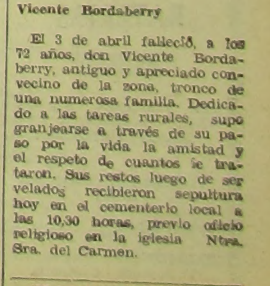 Vicente Bordaberry
El 3 de abril falleció, a los
72 años, don Vicente Borda-
berry, antiguo y apreciado con-
vecino de la zona, tronco de
una numerosa familia. Dedica-
do a las tareas rurales, supo
granjearse a través de su pa-
so por la vida la amistad y
el respeto de cuantos le tra-
taron. Sus restos luego de ser
velados recibieron sepultura
hoy en el cementerio local a
las 10,30 horas, previo oficio
religioso en la iglesia Ntra.
Sra. del Carmen.